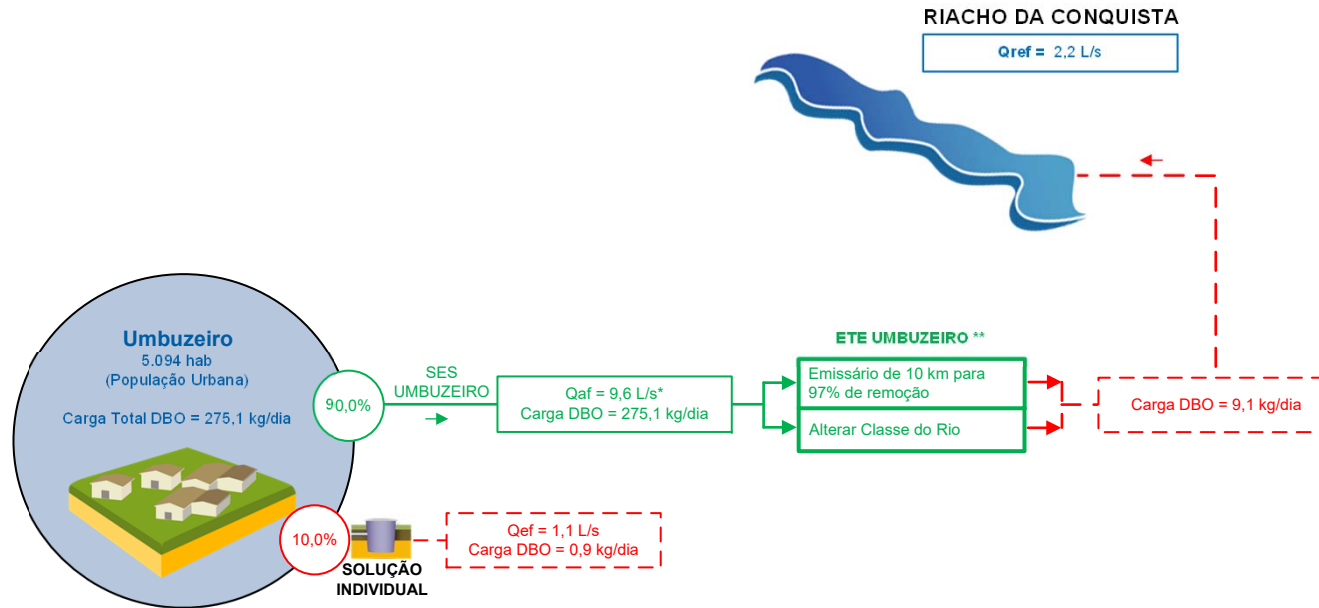 RIACHO DA CONQUISTA
Qref = 2,2 L/s
Umbuzeiro
5.094 hab
(População Urbana)
Carga Total DBO = 275,1 kg/dia
90,0%
SES
UMBUZEIRO
Qaf = 9,6 L/s*
Carga DBO = 275,1 kg/dia
ETE UMBUZEIRO **
Emissário de 10 km para
97% de remoção
Alterar Classe do Rio
Carga DBO = 9,1 kg/dia
10,0%
SOLUÇÃO
INDIVIDUAL
Qef = 1,1 L/s
Carga DBO = 0,9 kg/dia